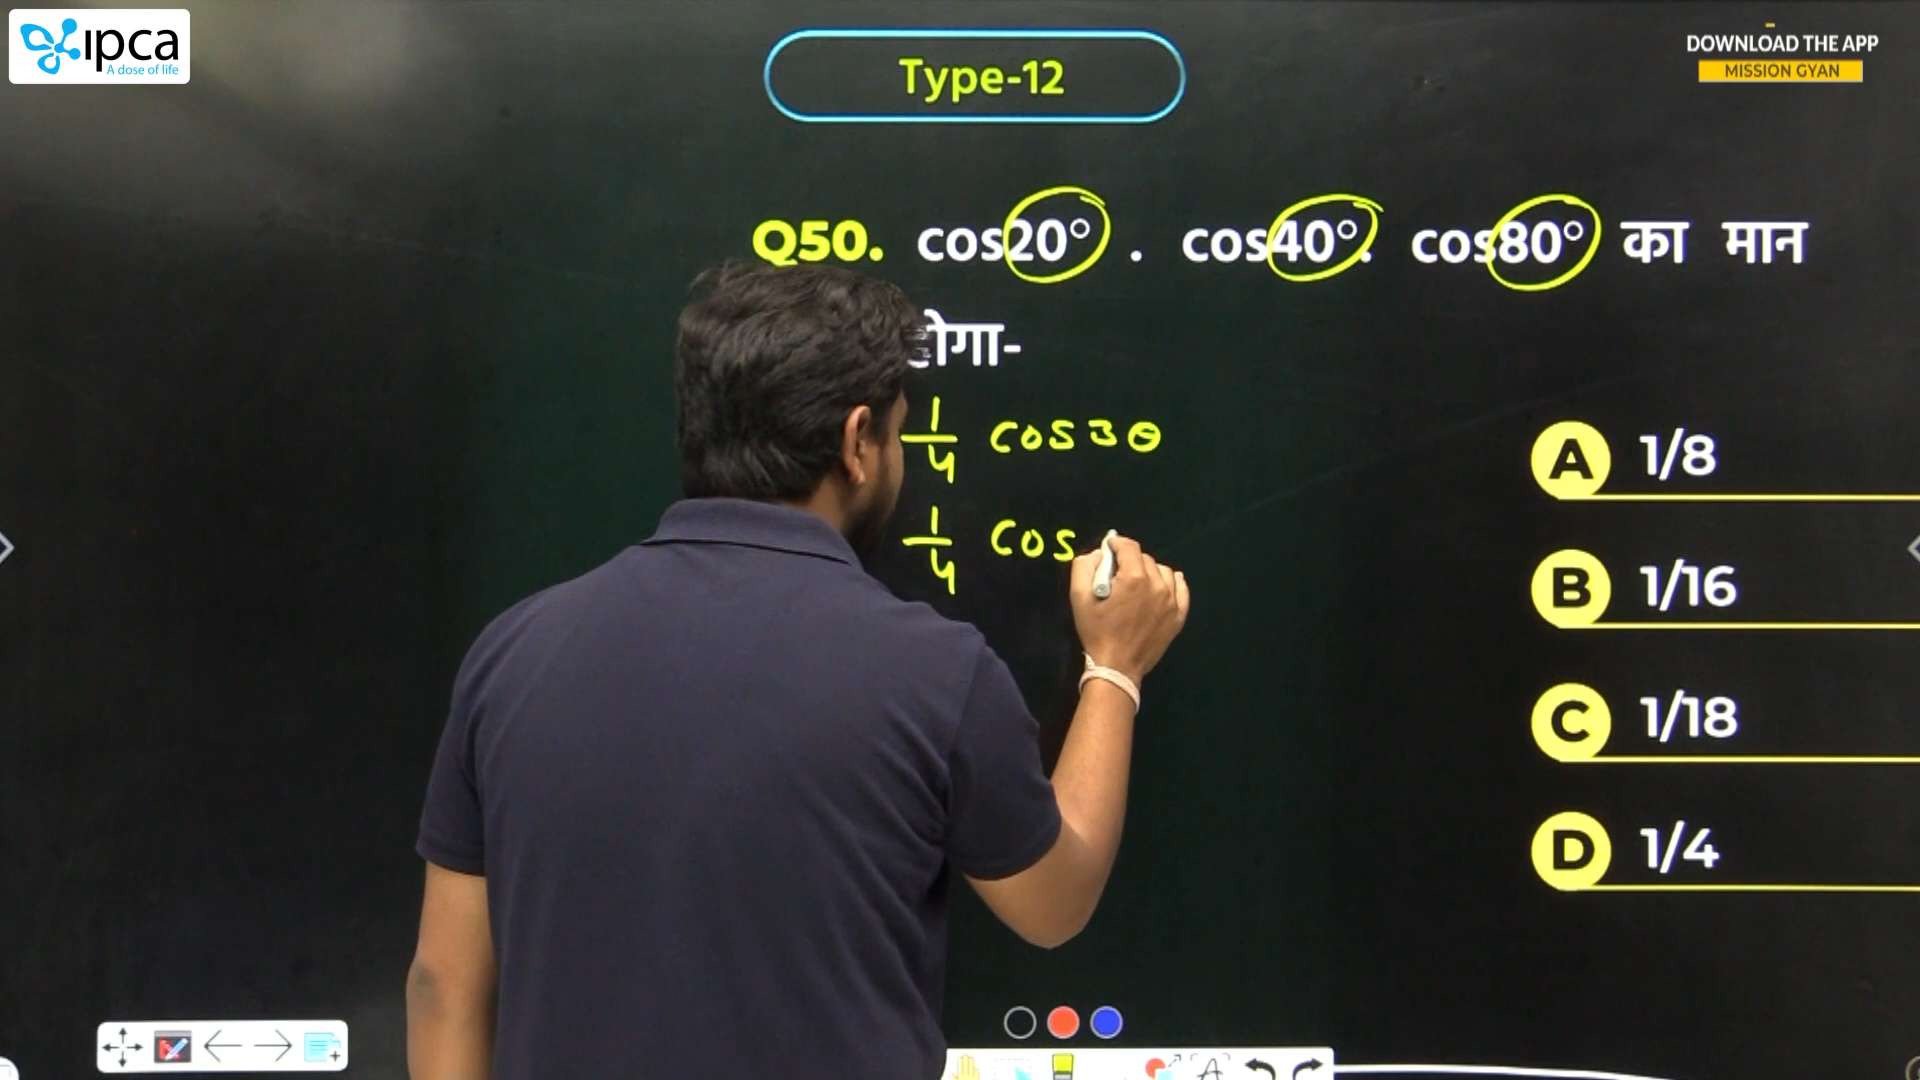 ipca
A dose of life
DOWNLOAD THE APP
MISSION GYAN
Type-12
Q50. cos20° . cos40°. cos80° का मान
1/4 cos3θ
1/4 cos
A 1/8
B 1/16
C 1/18
D 1/4